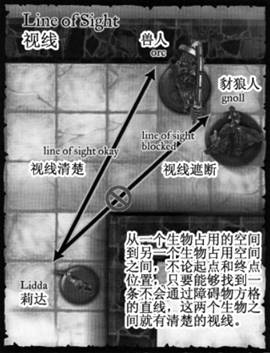 Line of Sight
视线
兽人
orc
豺狼人
gnoll
line of sight okay
line of sight
blocked
视线清楚
视线遮断
Lidda
莉达
从一个生物占用的空间
到另一个生物占用空间
之间，不论起点和终点
位置，只要能够找到一
条不会通过障碍物方格
的直线，这两个生物之
间就有清楚的视线。